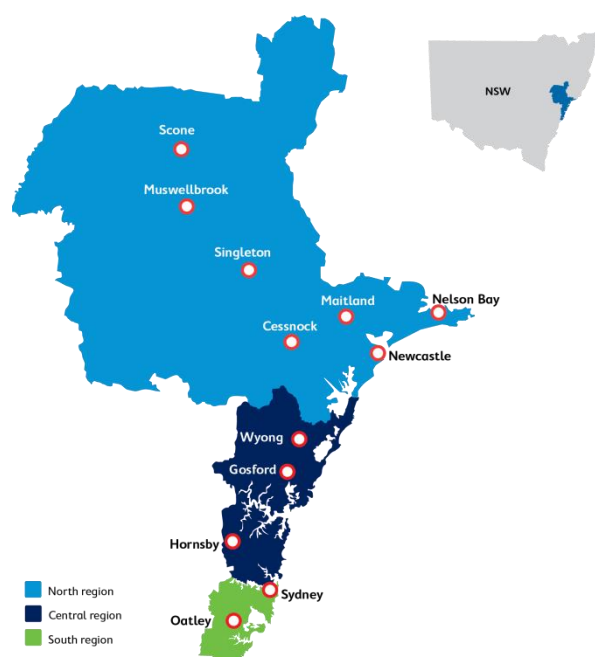 NSW
Scone
Muswellbrook
Singleton
Maitland
Nelson Bay
Cessnock
Newcastle
Wyong
Gosford
Hornsby
Sydney
Oatley
North region
Central region
South region